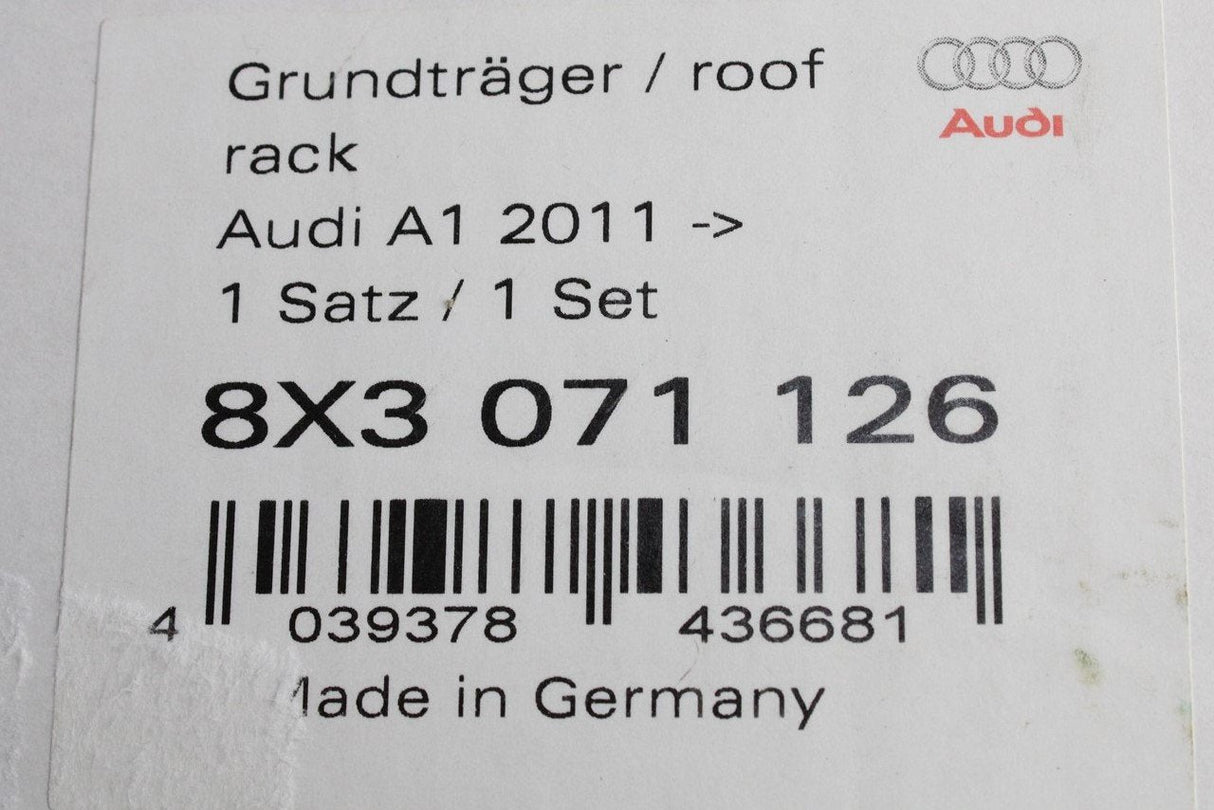 Grundträger / roof
rack
Audi A1 2011 ->
1 Satz / 1 Set
Audi
8X3 071 126
4 039378 436681
Made in Germany